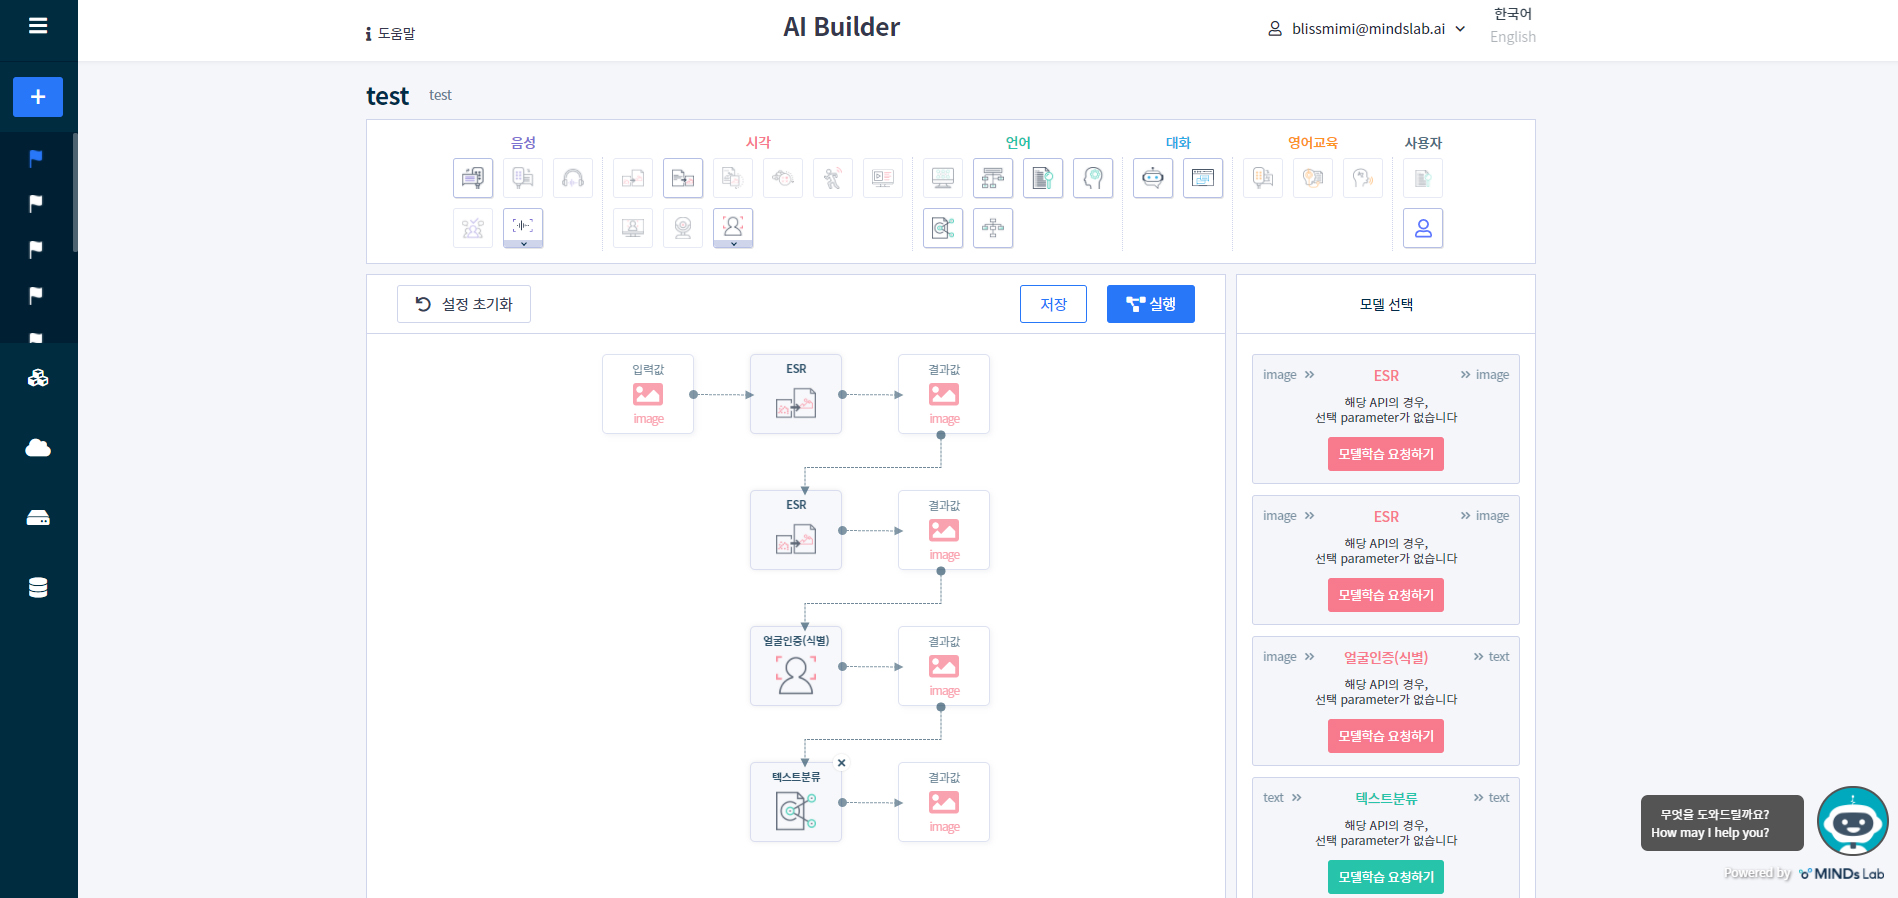 도움말
AI Builder
blissmimi@mindslab.ai
한국어
English
test test
음성
시각
언어
대화
영어교육
사용자
설정 초기화
저장
실행
입력값
image
ESR
결과값
image
ESR
결과값
image
얼굴인증(식별)
결과값
image
텍스트분류
결과값
image
모델 선택
image » ESR » image
해당 API의 경우,
선택 parameter가 없습니다
모델학습 요청하기
image » ESR » image
해당 API의 경우,
선택 parameter가 없습니다
모델학습 요청하기
image » 얼굴인증(식별) » text
해당 API의 경우,
선택 parameter가 없습니다
모델학습 요청하기
text » 텍스트분류 » text
해당 API의 경우,
선택 parameter가 없습니다
모델학습 요청하기
무엇을 도와드릴까요?
How may I help you?
Powered by MINDs Lab